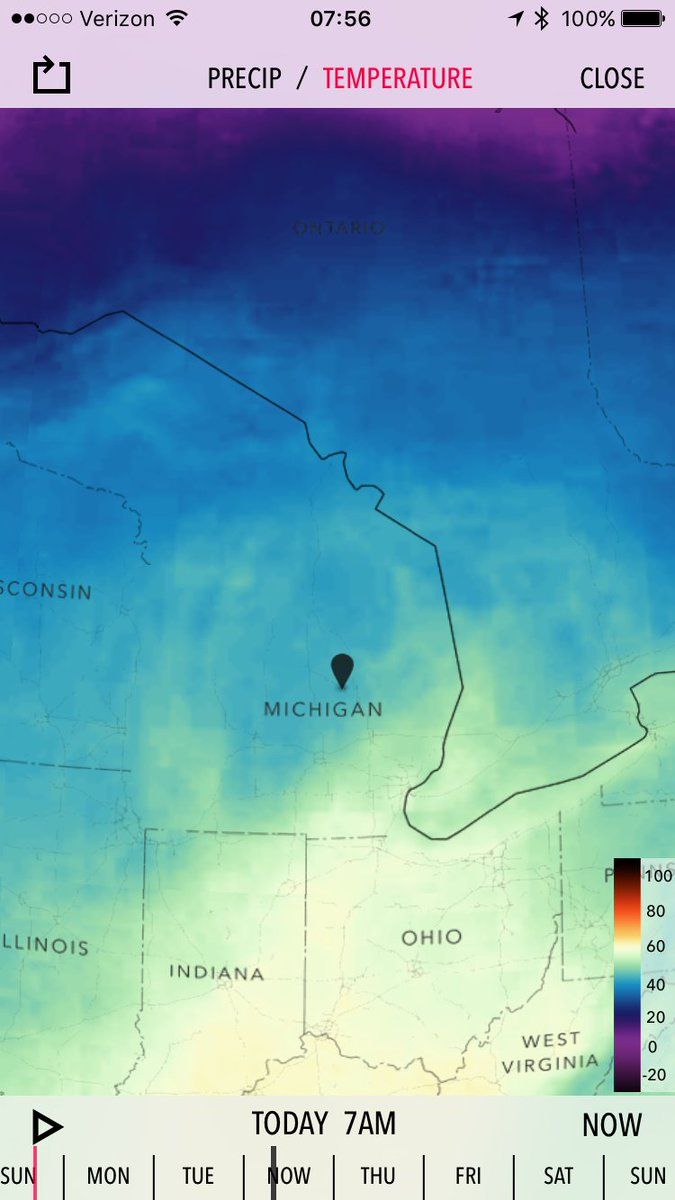 Verizon 07:56 100%
PRECIP / TEMPERATURE CLOSE
ONTARIO
SCONSIN
MICHIGAN
100
80
OHIO
60
LLINOIS
INDIANA
40
20
WEST
VIRGINIA
0
-20
TODAY 7AM NOW
SUN MON TUE NOW THU FRI SAT SUN